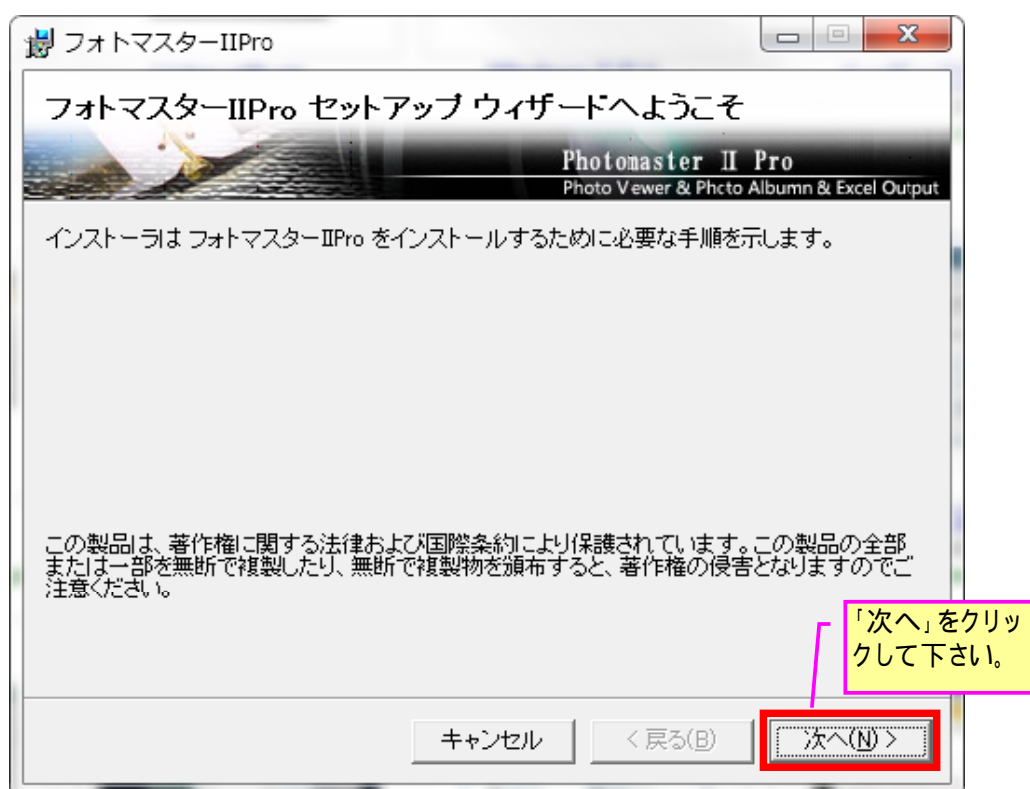 フォトマスターIIPro
フォトマスターIIPro セットアップ ウィザードへようこそ
Photomaster Ⅱ Pro
Photo Vewer & Phcto Albumn & Excel Output
インストーラは フォトマスターⅡPro をインストールするために必要な手順を示します。
この製品は、著作権に関する法律および国際条約により保護されています。この製品の全部
または一部を無断で複製したり、無断で複製物を頒布すると、著作権の侵害となりますのでご
注意ください。
「次へ」をクリッ
クして下さい。
キャンセル
< 戻る(B)
次へ(N) >